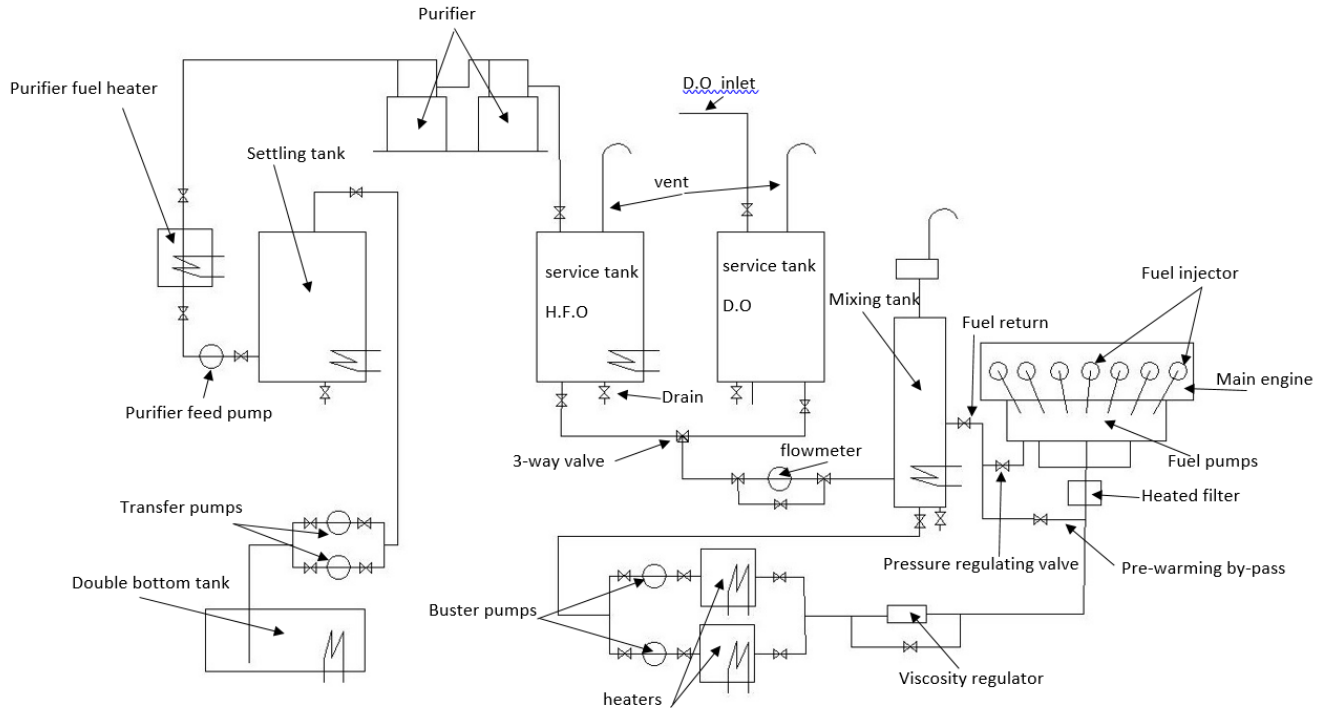 Purifier
Purifier fuel heater
D.O inlet
Settling tank
vent
service tank
H.F.O
service tank
D.O
Mixing tank
Fuel injector
Fuel return
Main engine
Purifier feed pump
Drain
3-way valve
flowmeter
Fuel pumps
Heated filter
Transfer pumps
Pressure regulating valve
Pre-warming by-pass
Double bottom tank
Buster pumps
heaters
Viscosity regulator